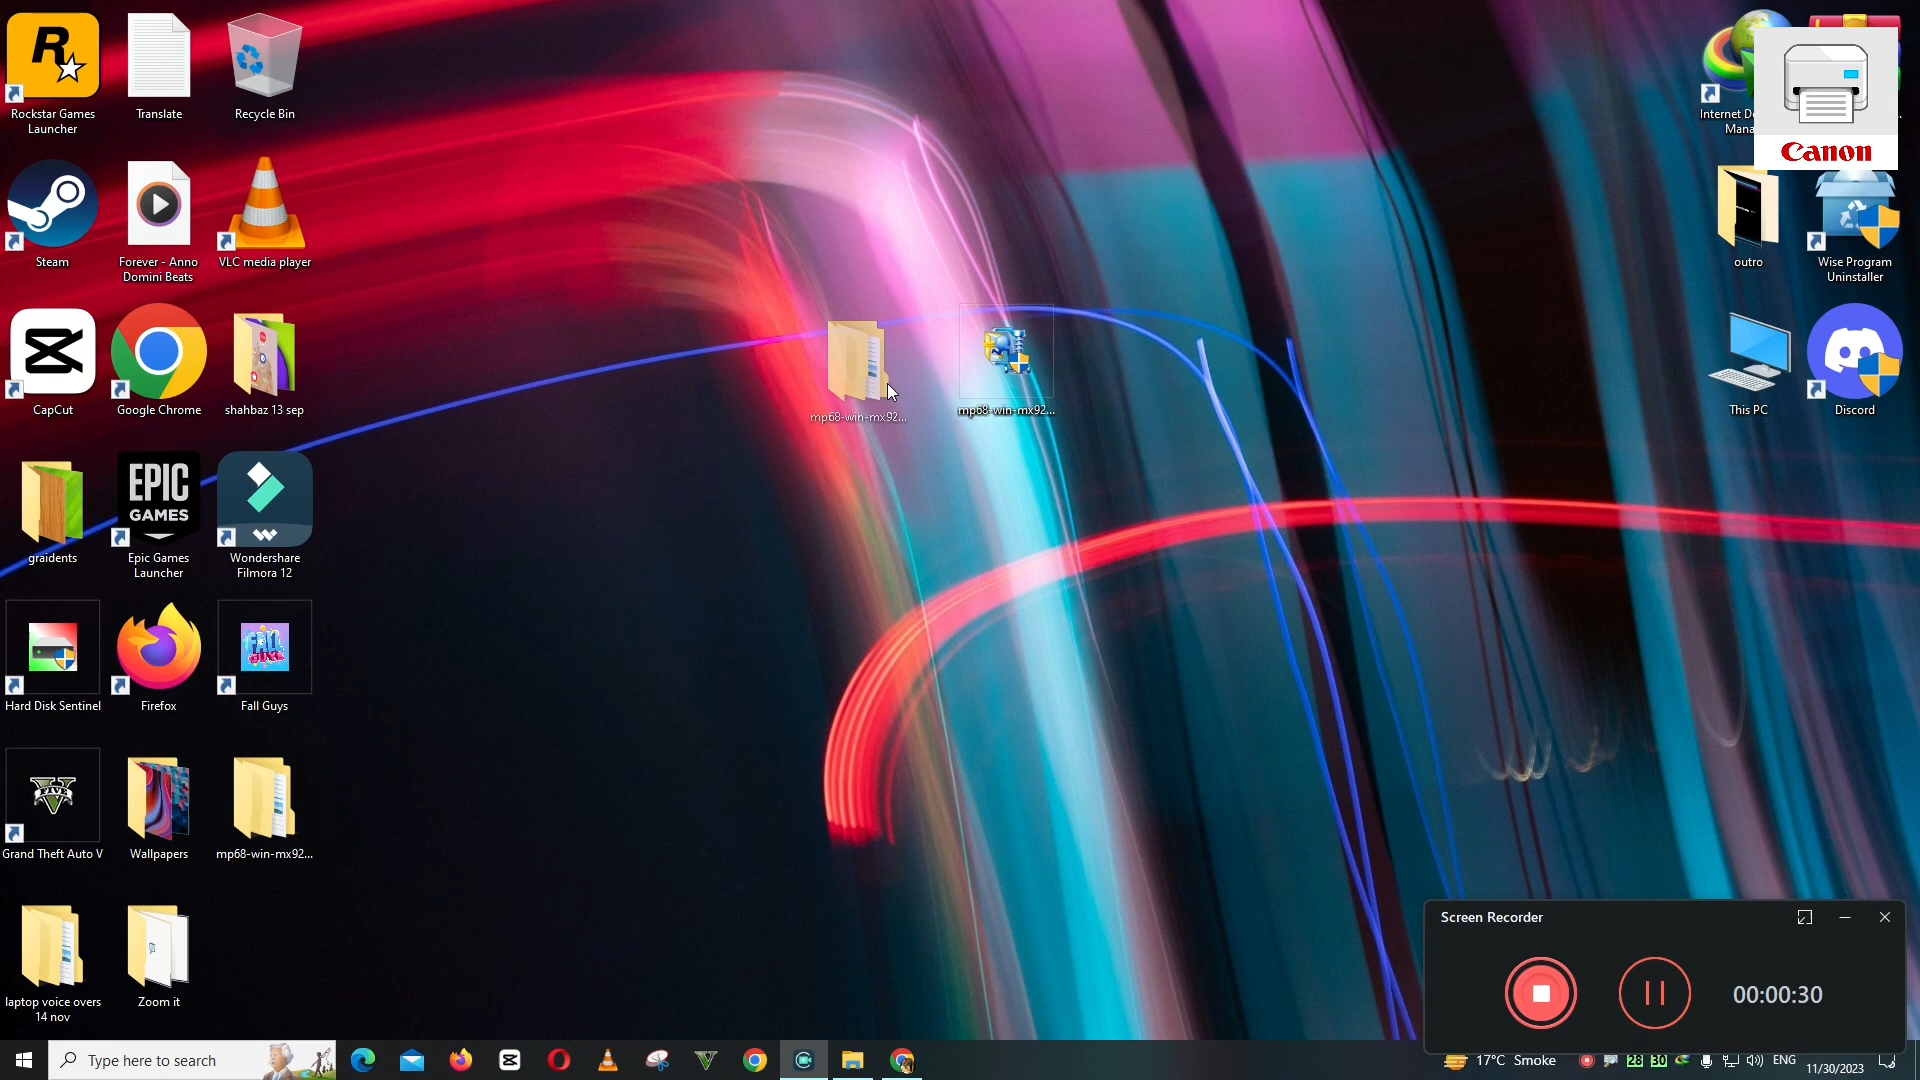 Rockstar Games
Launcher
Translate
Recycle Bin
Steam
Forever - Anno
Domini Beats
VLC media player
CapCut
Google Chrome
shahbaz 13 sep
graidents
EPIC
GAMES
Epic Games
Launcher
Wondershare
Filmora 12
Hard Disk Sentinel
Firefox
FALL
GUYS
Fall Guys
Grand Theft Auto V
Wallpapers
mp68-win-mx92...
laptop voice overs
14 nov
Zoom it
mp68-win-mx92...
mp68-win-mx92...
Canon
outro
Wise Program
Uninstaller
This PC
Discord
Screen Recorder
00:00:30
Type here to search
17°C Smoke
28
30
ENG
11/30/2023